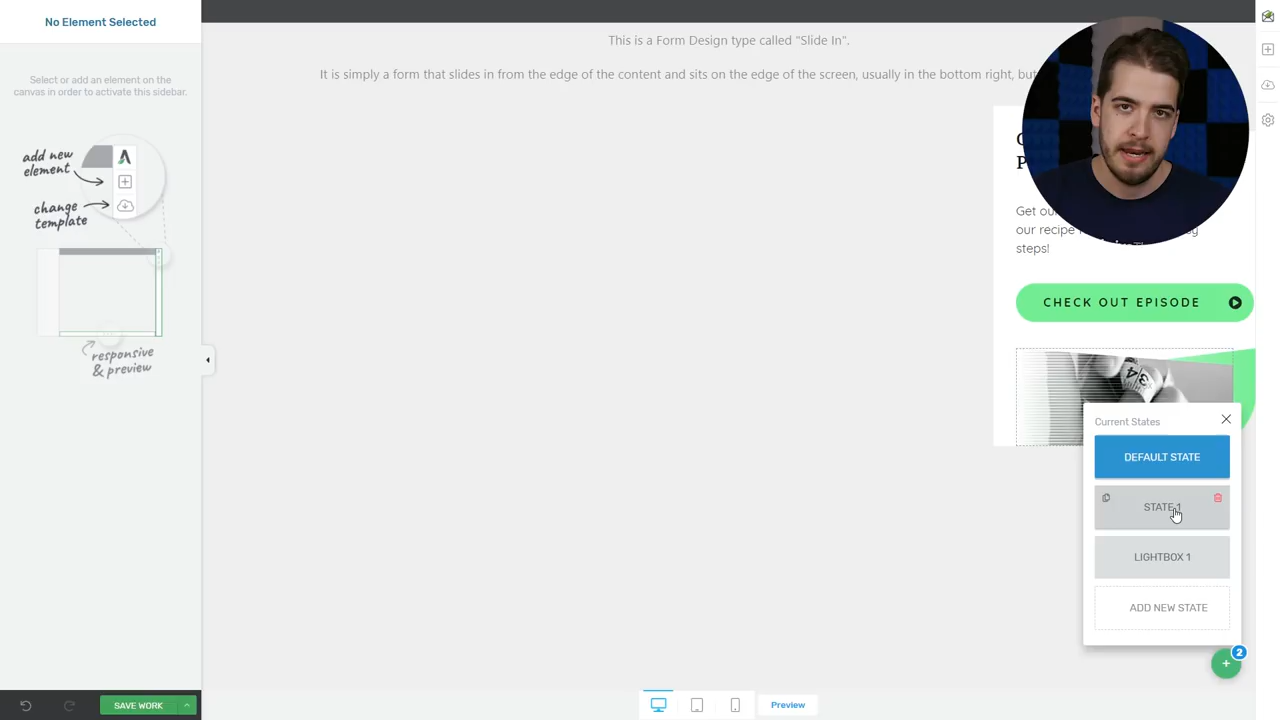 No Element Selected
Select or add an element on the
canvas in order to activate this sidebar.
add new
element
change
template
responsive
& preview
SAVE WORK
This is a Form Design type called "Slide In".
It is simply a form that slides in from the edge of the content and sits on the edge of the screen, usually in the bottom right, but
Get our
our recipe
steps!
CHECK OUT EPISODE
34
Current States
DEFAULT STATE
STATE 1
LIGHTBOX 1
ADD NEW STATE
2
Preview